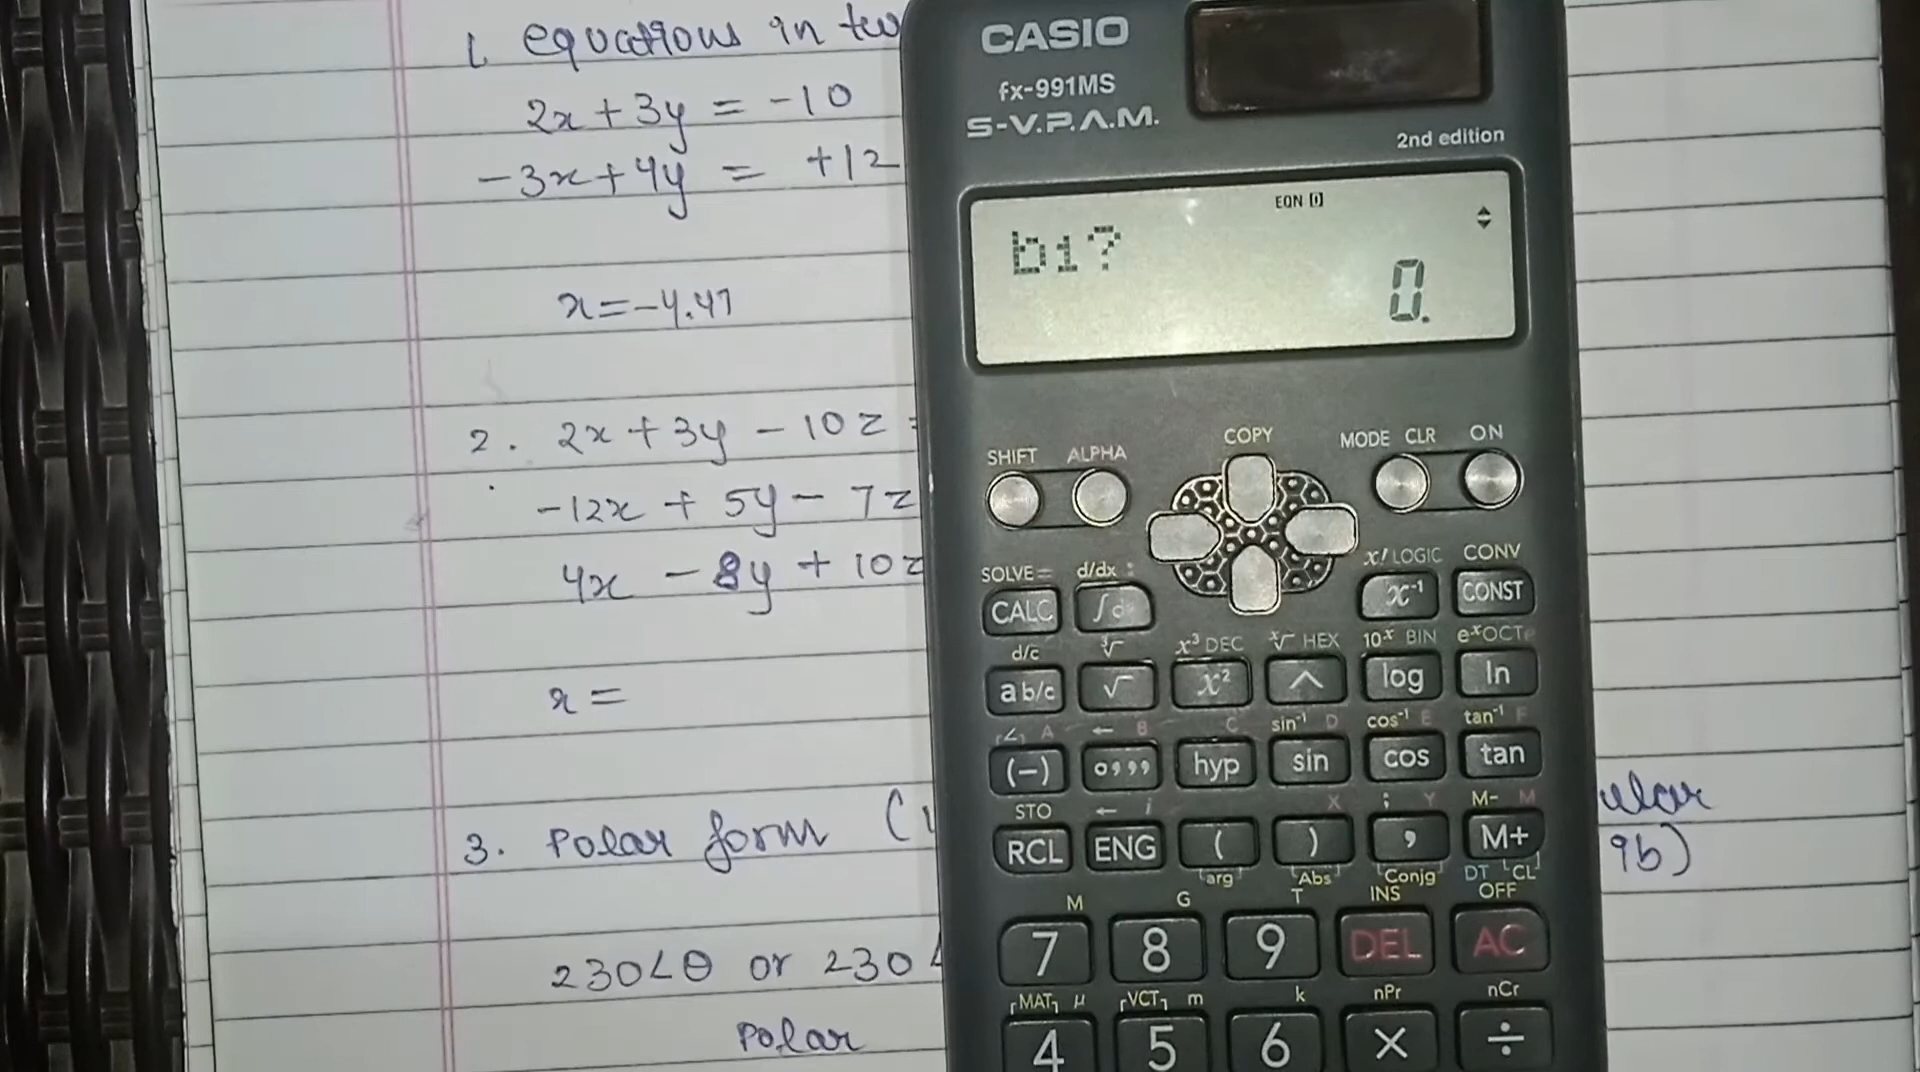 1. equations in tw
2x + 3y = -10
-3x + 4y = +12
x = -4.47
2. 2x + 3y - 10z =
-12x + 5y - 7z
4x - 8y + 10z
x =
3. Polar form (
ular
9b)
230∠θ or 230∠
Polar
CASIO
fx-991MS
S-V.P.A.M.
2nd edition
EQN
b1?
0.
COPY
MODE CLR ON
SHIFT ALPHA
x! LOGIC CONV
x⁻¹ CONST
SOLVE = d/dx :
CALC ∫dx
d/c ³√ x³ DEC ˣ√ HEX 10ˣ BIN eˣ OCT
a b/c √ x² ^ log ln
∠ A ← B C sin⁻¹ D cos⁻¹ E tan⁻¹ F
(-) o,,, hyp sin cos tan
STO ← i X ; Y M- M
RCL ENG ( ) , M+
arg Abs Conjg DT CL
M G T INS OFF
7 8 9 DEL AC
MAT μ VCT m k nPr nCr
4 5 6 × ÷